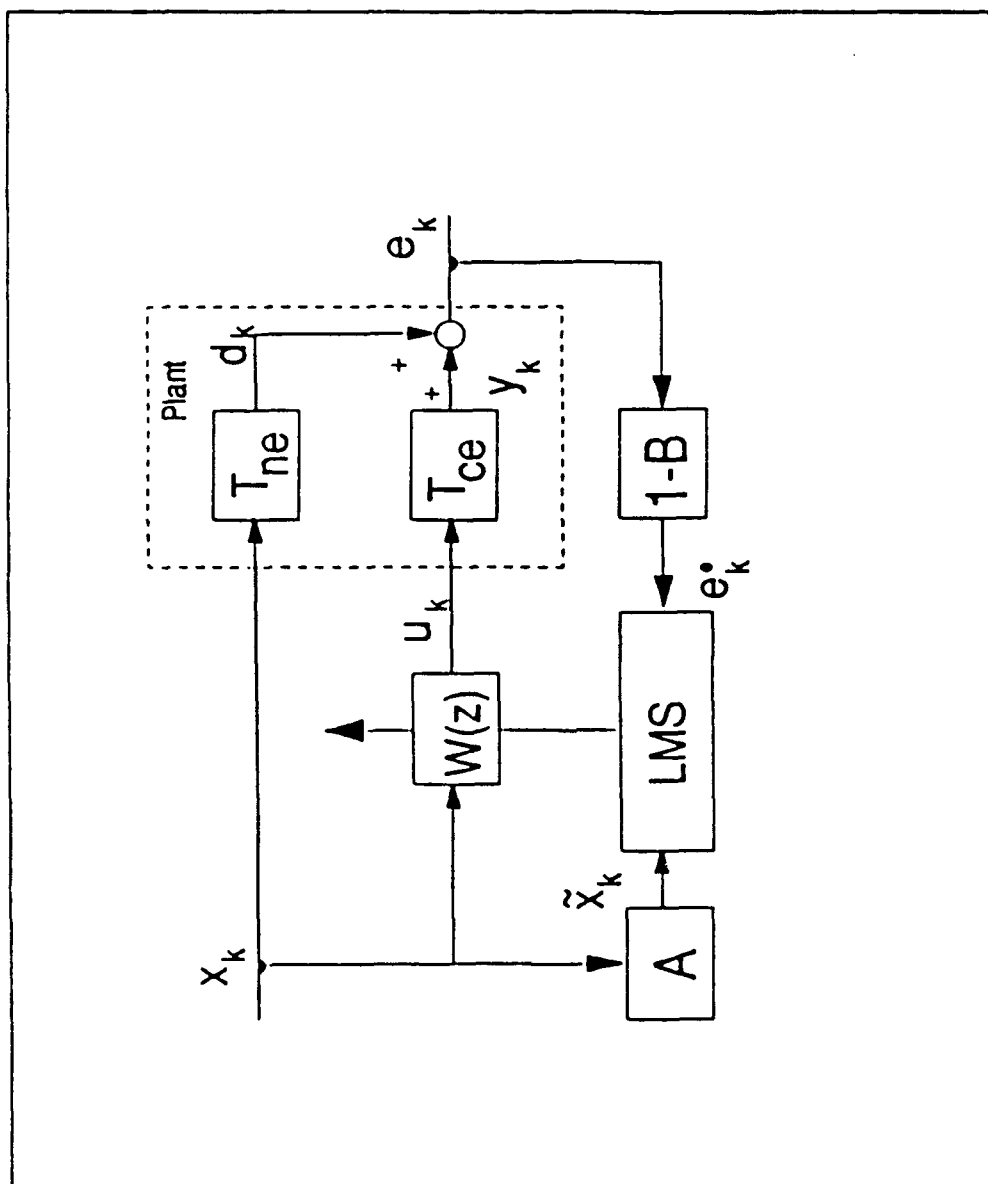 Plant
x_k
T_ne
d_k
+
e_k
W(z)
u_k
T_ce
+
y_k
A
x̃_k
LMS
e•_k
1-B